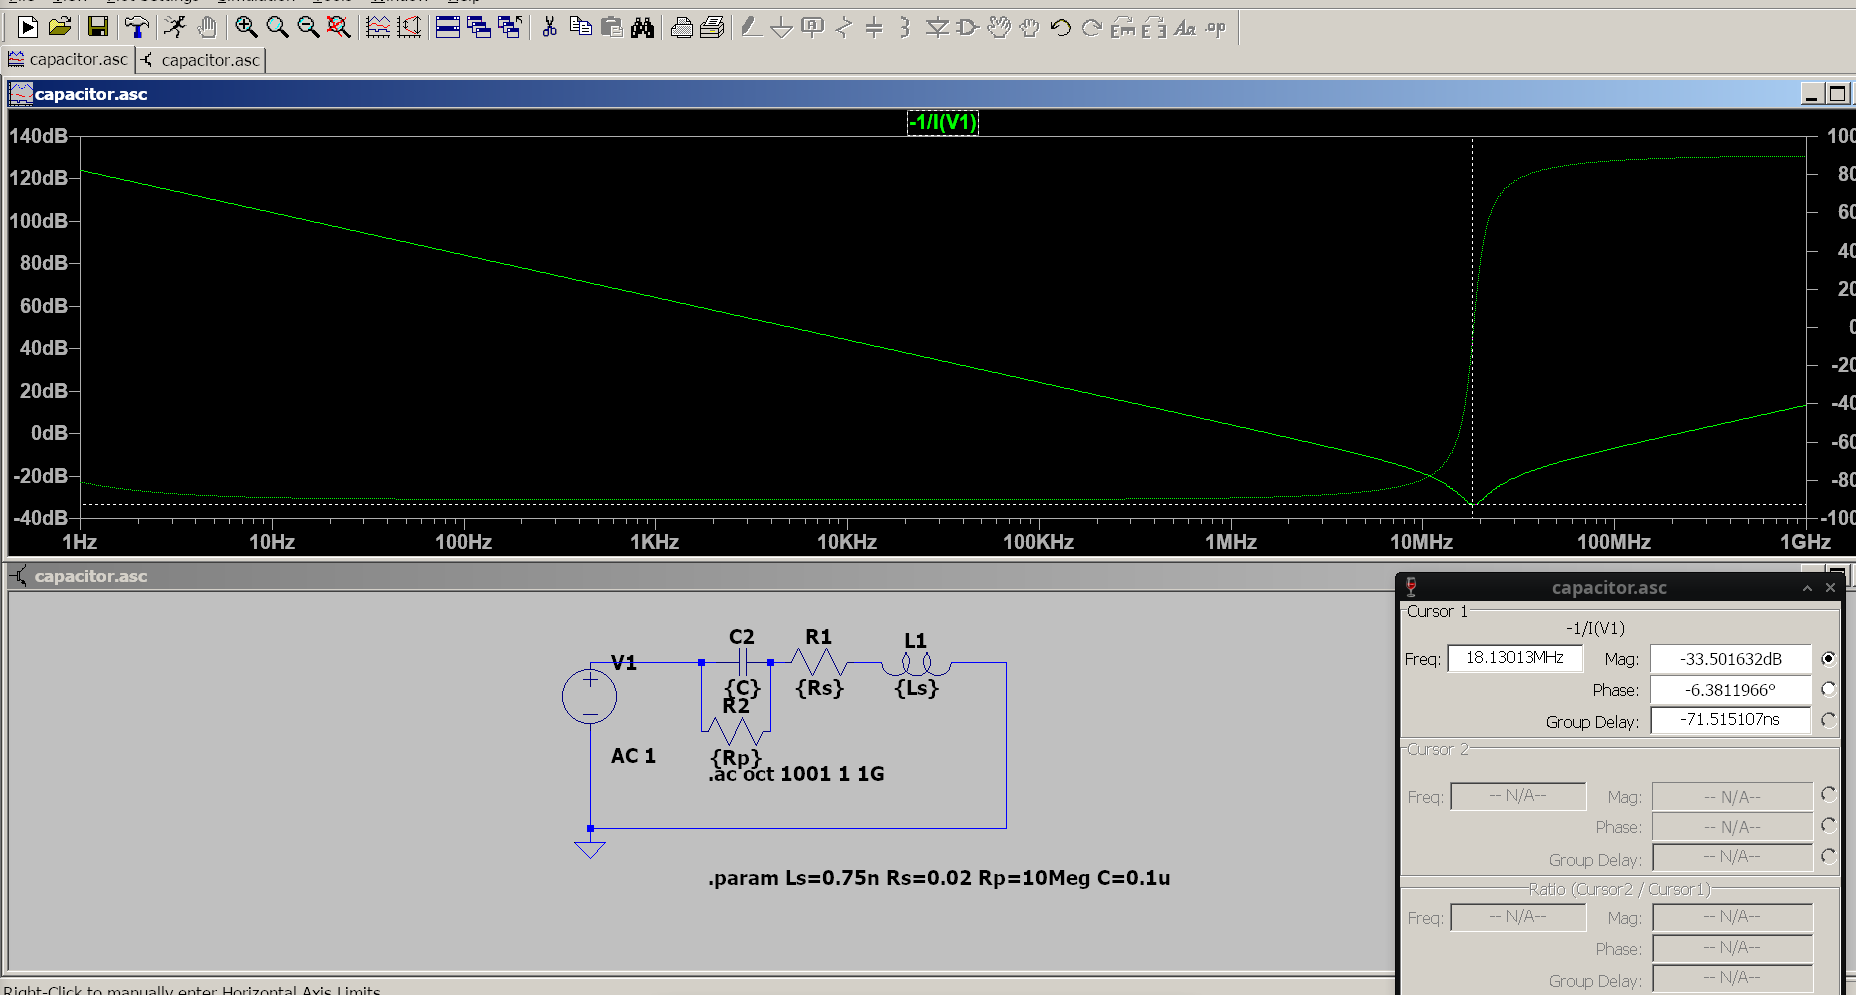 capacitor.asc capacitor.asc
capacitor.asc
-1/I(V1)
140dB
120dB
100dB
80dB
60dB
40dB
20dB
0dB
-20dB
-40dB
80
60
40
20
0
-20
-40
-60
-80
-100
1Hz 10Hz 100Hz 1KHz 10KHz 100KHz 1MHz 10MHz 100MHz 1GHz
capacitor.asc
V1
AC 1
C2
{C}
R2
{Rp}
R1
{Rs}
L1
{Ls}
.ac oct 1001 1 1G
.param Ls=0.75n Rs=0.02 Rp=10Meg C=0.1u
capacitor.asc
Cursor 1
-1/I(V1)
Freq: 18.13013MHz Mag: -33.501632dB
Phase: -6.3811966º
Group Delay: -71.515107ns
Cursor 2
Freq: -- N/A-- Mag: -- N/A--
Phase: -- N/A--
Group Delay: -- N/A--
Ratio (Cursor2 / Cursor1)
Freq: -- N/A-- Mag: -- N/A--
Phase: -- N/A--
Group Delay: -- N/A--
Right-Click to manually enter Horizontal Axis Limits